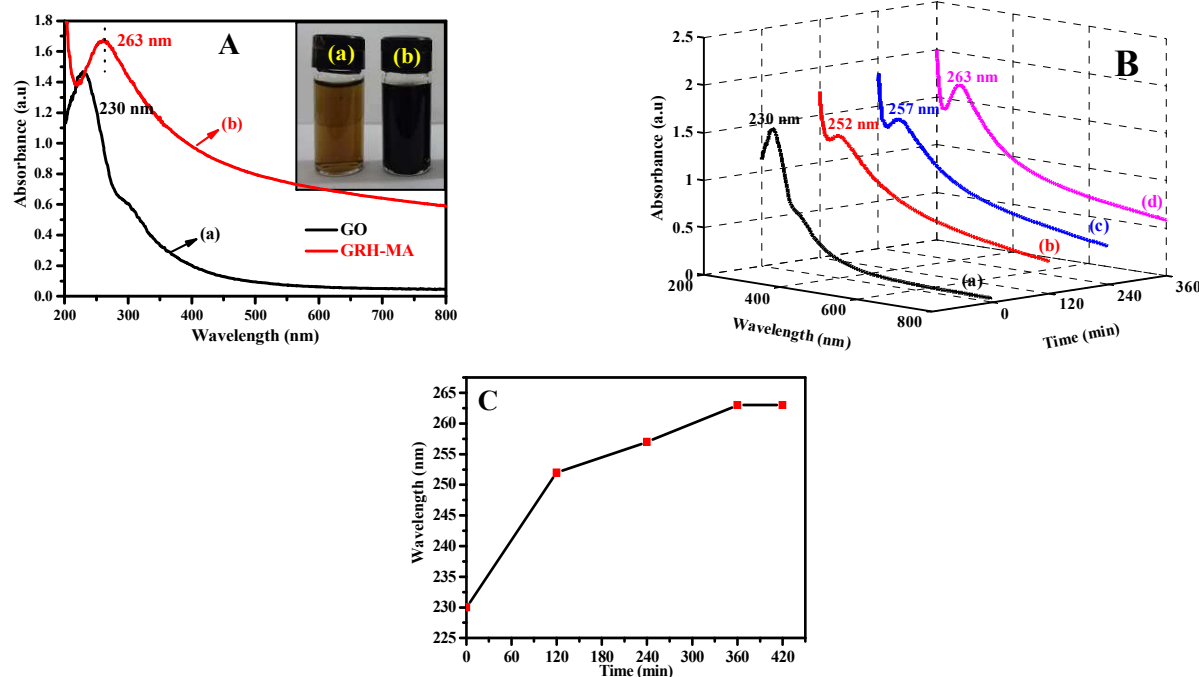 A
263 nm
230 nm
(a)
(b)
(b)
(a)
GO
GRH-MA
1.8
1.6
1.4
1.2
1.0
0.8
0.6
0.4
0.2
0.0
200 300 400 500 600 700 800
Wavelength (nm)
Absorbance (a.u)
B
2.5
2
1.5
1
0.5
0
Absorbance (a.u)
230 nm
252 nm
257 nm
263 nm
(a)
(b)
(c)
(d)
200
400
600
800
Wavelength (nm)
0
120
240
360
Time (min)
C
265
260
255
250
245
240
235
230
225
0 60 120 180 240 300 360 420
Time (min)
Wavelength (nm)